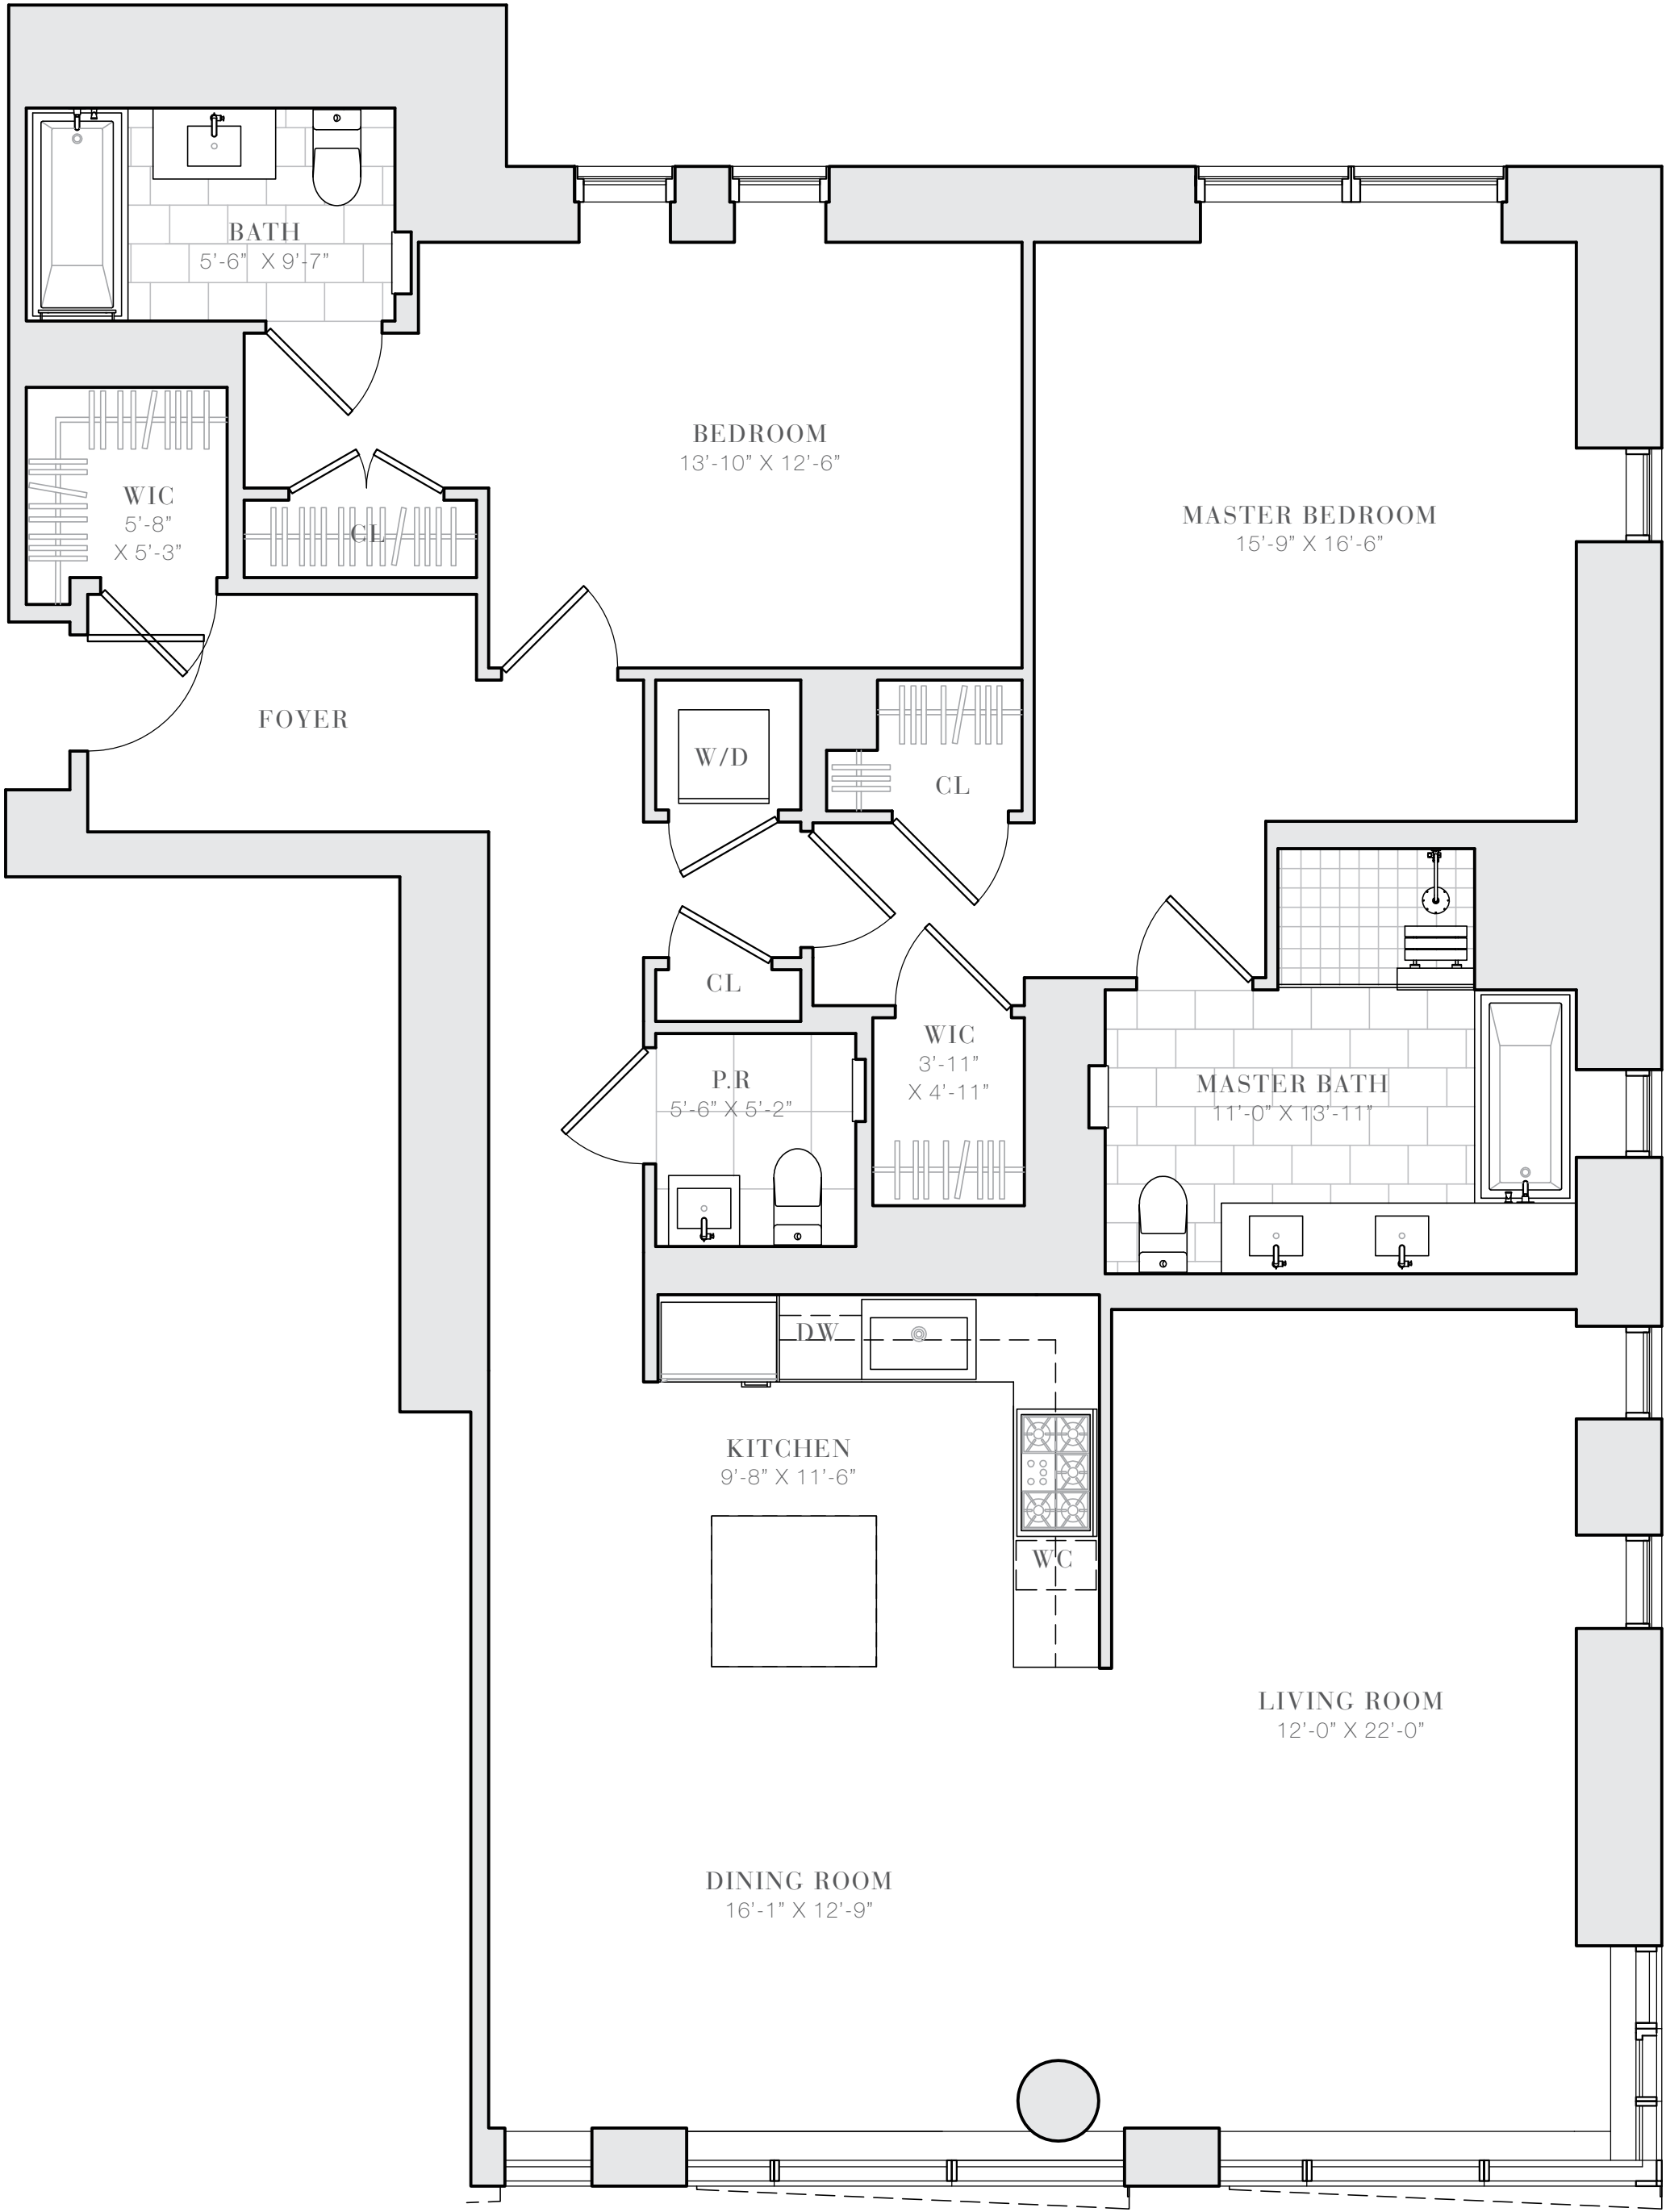 BATH
5'-6" X 9'-7"
BEDROOM
13'-10" X 12'-6"
WIC
5'-8"
X 5'-3"
CL
MASTER BEDROOM
15'-9" X 16'-6"
FOYER
W/D
CL
CL
WIC
3'-11"
X 4'-11"
P.R
5'-6" X 5'-2"
MASTER BATH
11'-0" X 13'-11"
DW
KITCHEN
9'-8" X 11'-6"
WC
LIVING ROOM
12'-0" X 22'-0"
DINING ROOM
16'-1" X 12'-9"